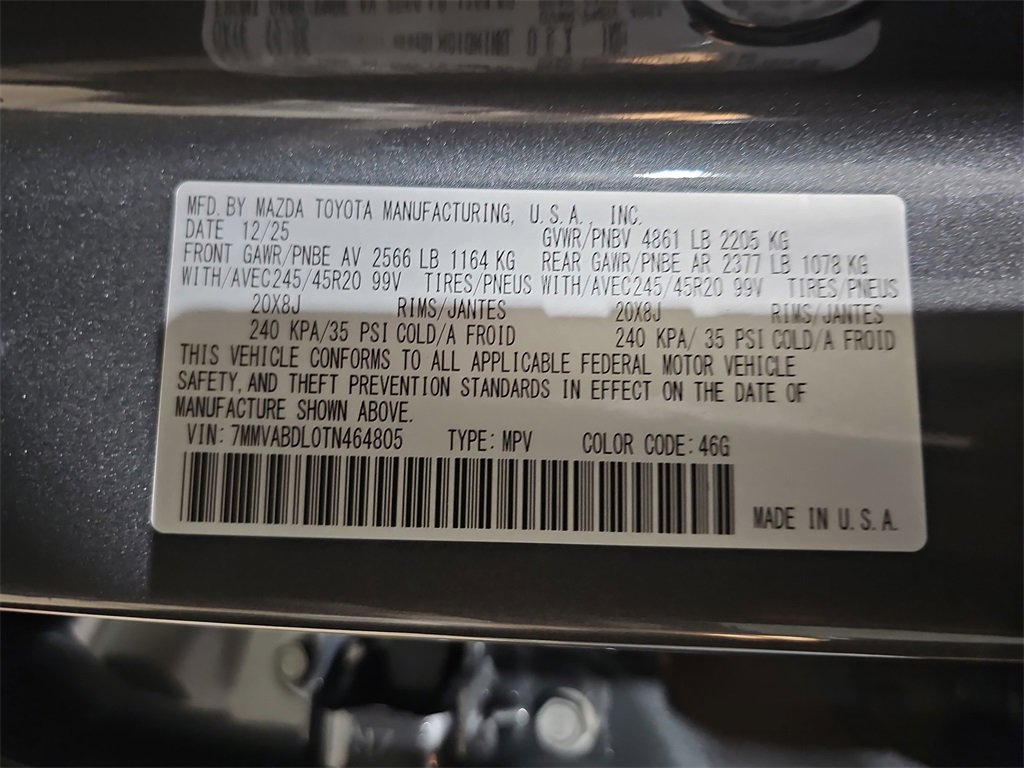 MFD. BY MAZDA TOYOTA MANUFACTURING, U.S.A., INC.
DATE 12/25 GVWR/PNBV 4861 LB 2205 KG
FRONT GAWR/PNBE AV 2566 LB 1164 KG REAR GAWR/PNBE AR 2377 LB 1078 KG
WITH/AVEC245/45R20 99V TIRES/PNEUS WITH/AVEC245/45R20 99V TIRES/PNEUS
20X8J RIMS/JANTES 20X8J RIMS/JANTES
240 KPA/35 PSI COLD/A FROID 240 KPA/ 35 PSI COLD/A FROID
THIS VEHICLE CONFORMS TO ALL APPLICABLE FEDERAL MOTOR VEHICLE
SAFETY, AND THEFT PREVENTION STANDARDS IN EFFECT ON THE DATE OF
MANUFACTURE SHOWN ABOVE.
VIN: 7MMVABDL0TN464805 TYPE: MPV COLOR CODE: 46G
MADE IN U.S.A.